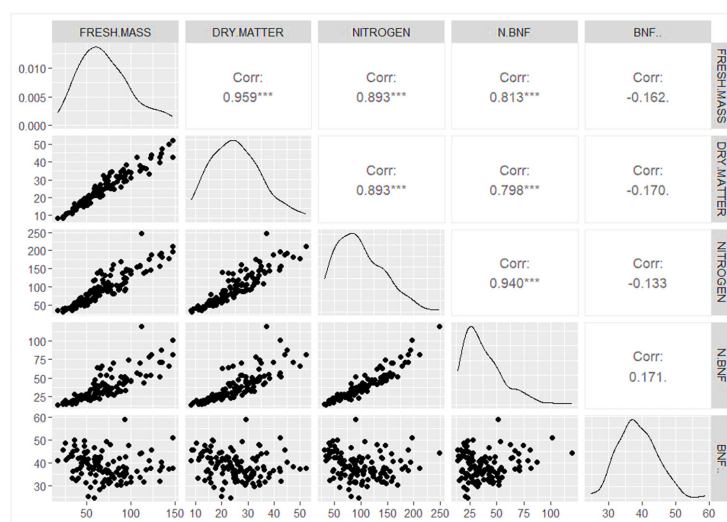 FRESH.MASS DRY.MATTER NITROGEN N.BNF BNF..
0.010
0.005
0.000
Corr:
0.959***
Corr:
0.893***
Corr:
0.813***
Corr:
-0.162.
FRESH.MASS
50
40
30
20
10
Corr:
0.893***
Corr:
0.798***
Corr:
-0.170.
DRY.MATTER
250
200
150
100
50
Corr:
0.940***
Corr:
-0.133
NITROGEN
100
75
50
25
Corr:
0.171.
N.BNF
60
50
40
30
BNF..
50 100 150
10 20 30 40 50
50 100 150 200 250
25 50 75 100
30 40 50 60